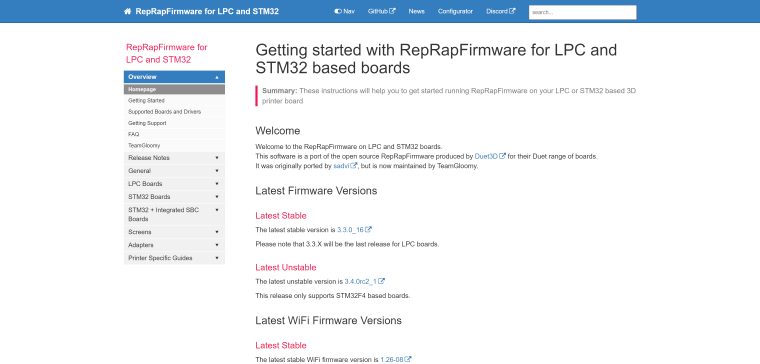 RepRapFirmware for LPC and STM32
Nav
GitHub
News
Configurator
Discord
search...
RepRapFirmware for
LPC and STM32
Overview
Homepage
Getting Started
Supported Boards and Drivers
Getting Support
FAQ
TeamGloomy
Release Notes
General
LPC Boards
STM32 Boards
STM32 + Integrated SBC
Boards
Screens
Adapters
Printer Specific Guides
Getting started with RepRapFirmware for LPC and
STM32 based boards
Summary: These instructions will help you to get started running RepRapFirmware on your LPC or STM32 based 3D
printer board
Welcome
Welcome to the RepRapFirmware on LPC and STM32 boards.
This software is a port of the open source RepRapFirmware produced by Duet3D for their Duet range of boards.
It was originally ported by sadvi, but is now maintained by TeamGloomy.
Latest Firmware Versions
Latest Stable
The latest stable version is 3.3.0_16
Please note that 3.3.X will be the last release for LPC boards.
Latest Unstable
The latest unstable version is 3.4.0rc2_1
This release only supports STM32F4 based boards.
Latest WiFi Firmware Versions
Latest Stable
The latest stable WiFi firmware version is 1.26-08